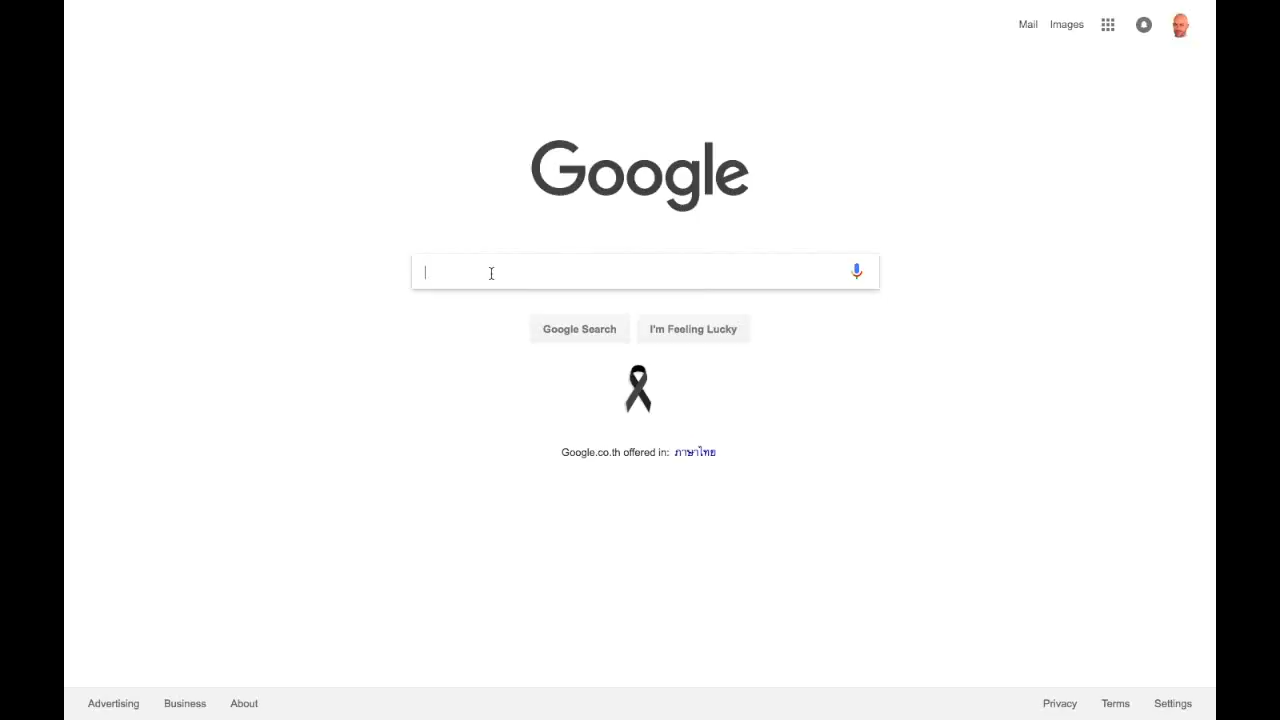 Mail Images
Google
Google Search I'm Feeling Lucky
Google.co.th offered in: ภาษาไทย
Advertising Business About Privacy Terms Settings